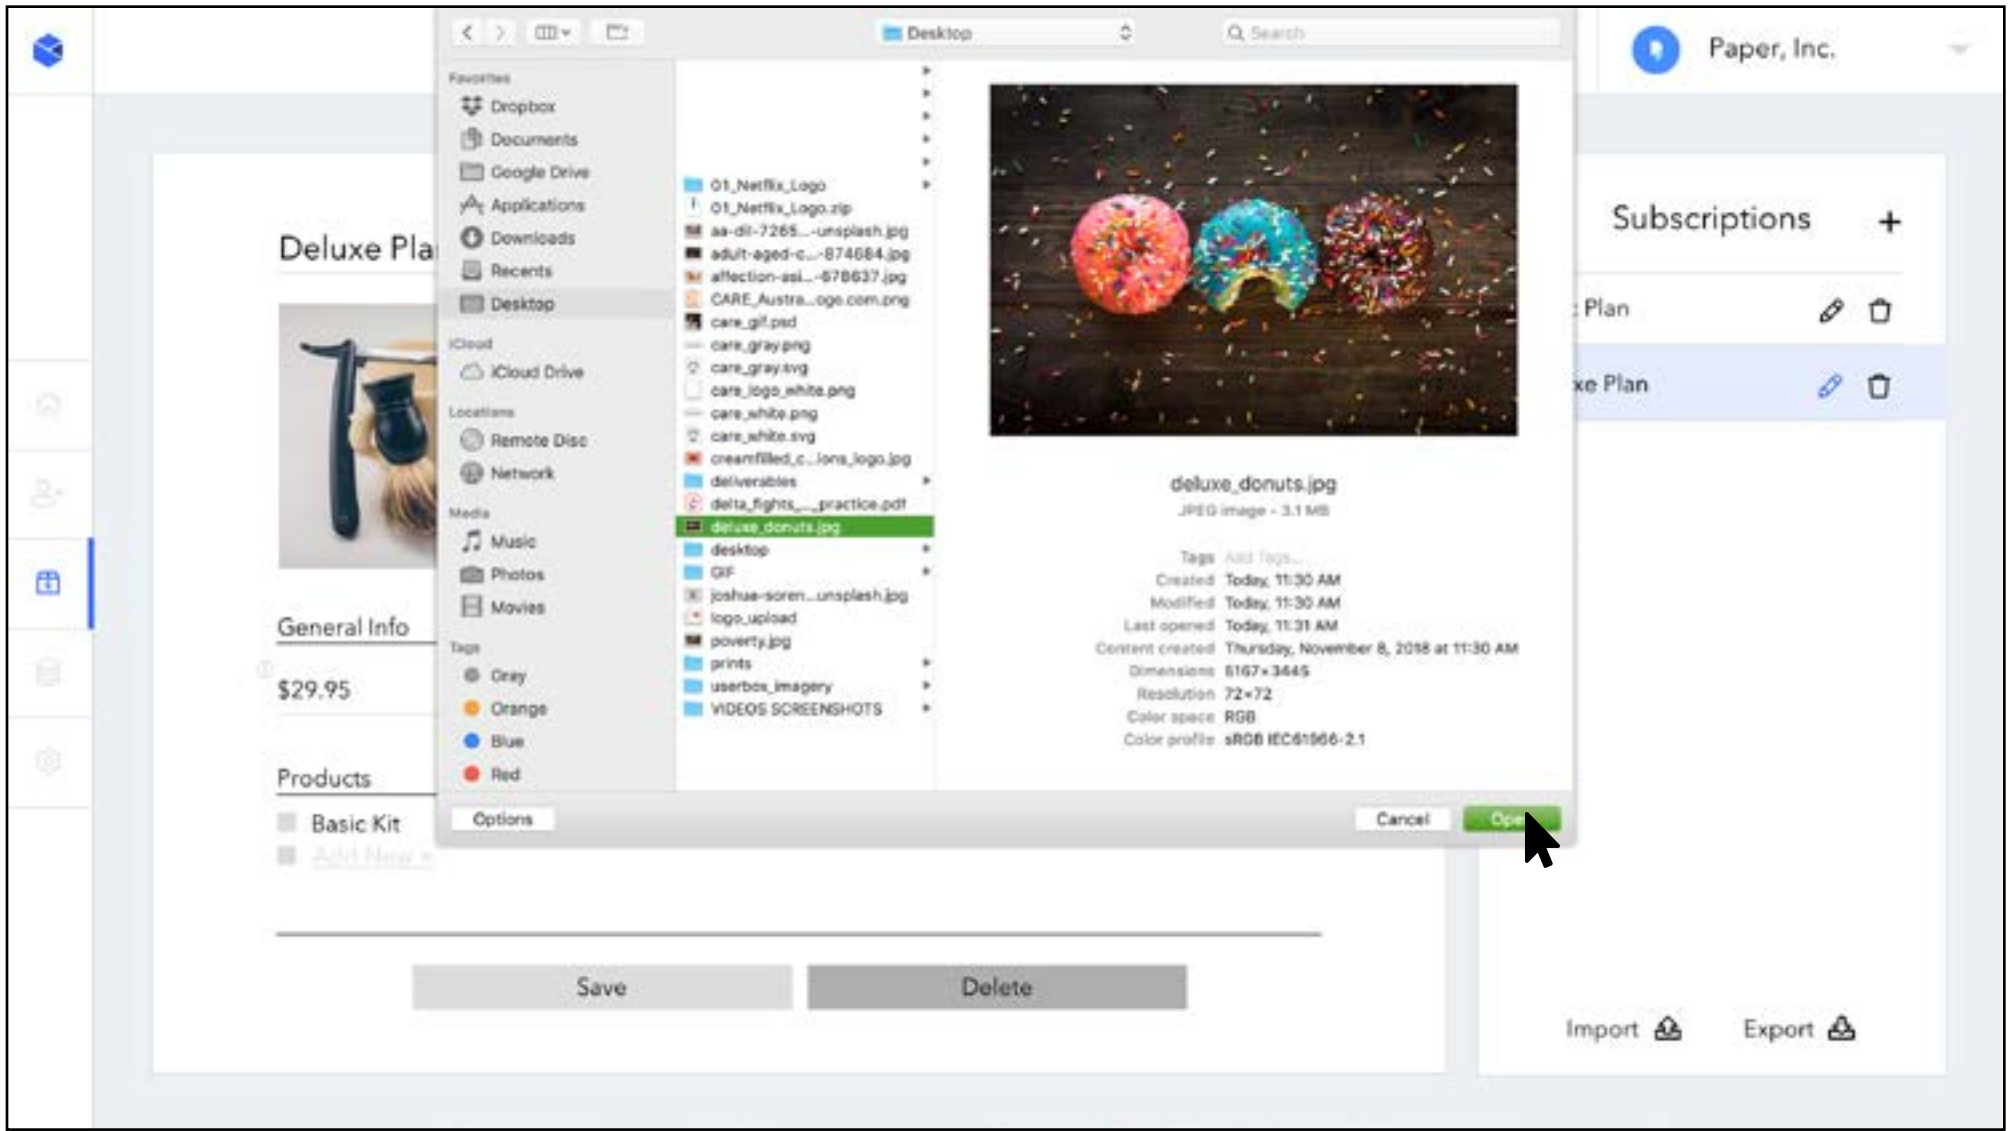 Desktop
Search
Paper, Inc.
Favorites
Dropbox
Documents
Google Drive
Applications
Downloads
Recents
Desktop
iCloud
iCloud Drive
Locations
Remote Disc
Network
Media
Music
Photos
Movies
Tags
Gray
Orange
Blue
Red
01_Netflix_Logo
01_Netflix_Logo.zip
aa-dil-7265...-unsplash.jpg
adult-aged-c...-874684.jpg
affection-asi...-678637.jpg
CARE_Austra...ogo.com.png
care_gif.psd
care_gray.png
care_gray.svg
care_logo_white.png
care_white.png
care_white.svg
creamfilled_c...ions_logo.jpg
deliverables
delta_fights_..._practice.pdf
deluxe_donuts.jpg
desktop
GIF
joshua-soren...unsplash.jpg
logo_upload
poverty.jpg
prints
userbox_imagery
VIDEOS SCREENSHOTS
deluxe_donuts.jpg
JPEG image - 3.1 MB
Tags Add Tags...
Created Today, 11:30 AM
Modified Today, 11:30 AM
Last opened Today, 11:31 AM
Content created Thursday, November 8, 2018 at 11:30 AM
Dimensions 5167×3445
Resolution 72×72
Color space RGB
Color profile sRGB IEC61966-2.1
Options
Cancel
Ope
Deluxe Pla
General Info
$29.95
Products
Basic Kit
Add New +
Save
Delete
Subscriptions +
Plan
xe Plan
Import
Export